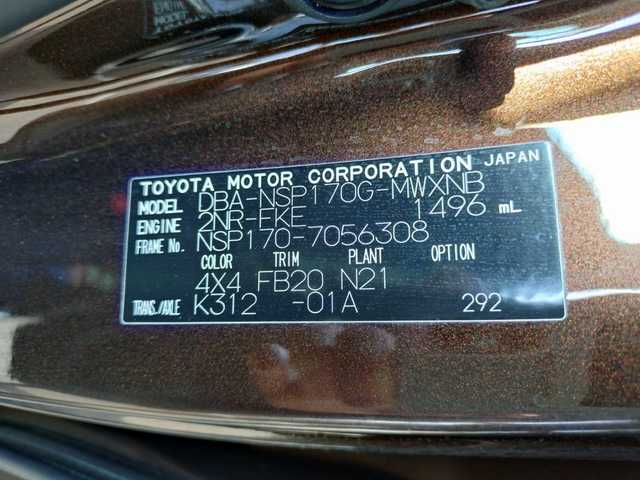 TOYOTA MOTOR CORPORATION JAPAN
MODEL DBA-NSP170G-MWXNB
ENGINE 2NR-FKE 1496 mL
FRAME No. NSP170-7056308
COLOR TRIM PLANT OPTION
4X4 FB20 N21
TRANS./AXLE K312 -01A 292